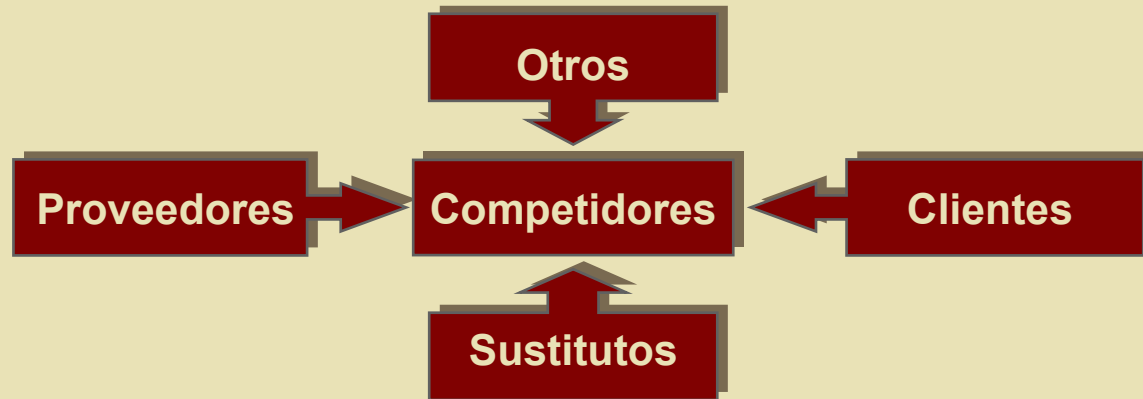 Otros
Proveedores
Competidores
Clientes
Sustitutos